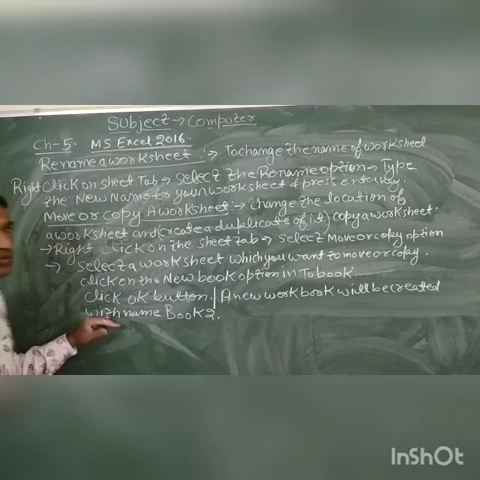 Subject → Computer
Ch-5. MS Excel 2016.
Rename a worksheet :→ To change the name of worksheet
Right Click on sheet Tab → Select the Rename option → Type
the New Name for your worksheet & press enter key
Move or copy A worksheet :→ change the location of
a worksheet and (create a duplicate of it) copy a worksheet.
→ Right click on the sheet tab → Select Move or copy option
→ Select a worksheet which you want to move or copy.
click on the New book option in To book.
Click ok button. | A new work book will be created
with name Book2.
InShOt